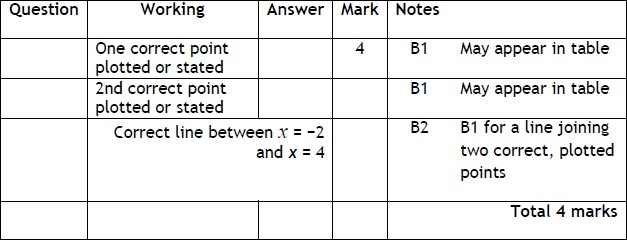 Question Working Answer Mark Notes
One correct point 4 B1 May appear in table
plotted or stated
2nd correct point B1 May appear in table
plotted or stated
Correct line between x = −2 B2 B1 for a line joining
and x = 4 two correct, plotted
points
Total 4 marks